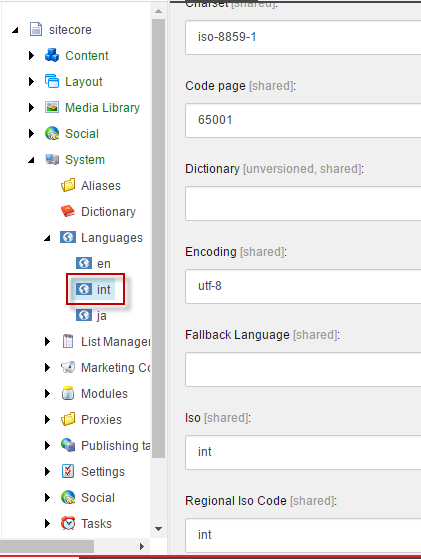 sitecore
Content
Layout
Media Library
Social
System
Aliases
Dictionary
Languages
en
int
ja
List Manager
Marketing Co
Modules
Proxies
Publishing ta
Settings
Social
Tasks
Charset [shared]:
iso-8859-1
Code page [shared]:
65001
Dictionary [unversioned, shared]:
Encoding [shared]:
utf-8
Fallback Language [shared]:
Iso [shared]:
int
Regional Iso Code [shared]:
int